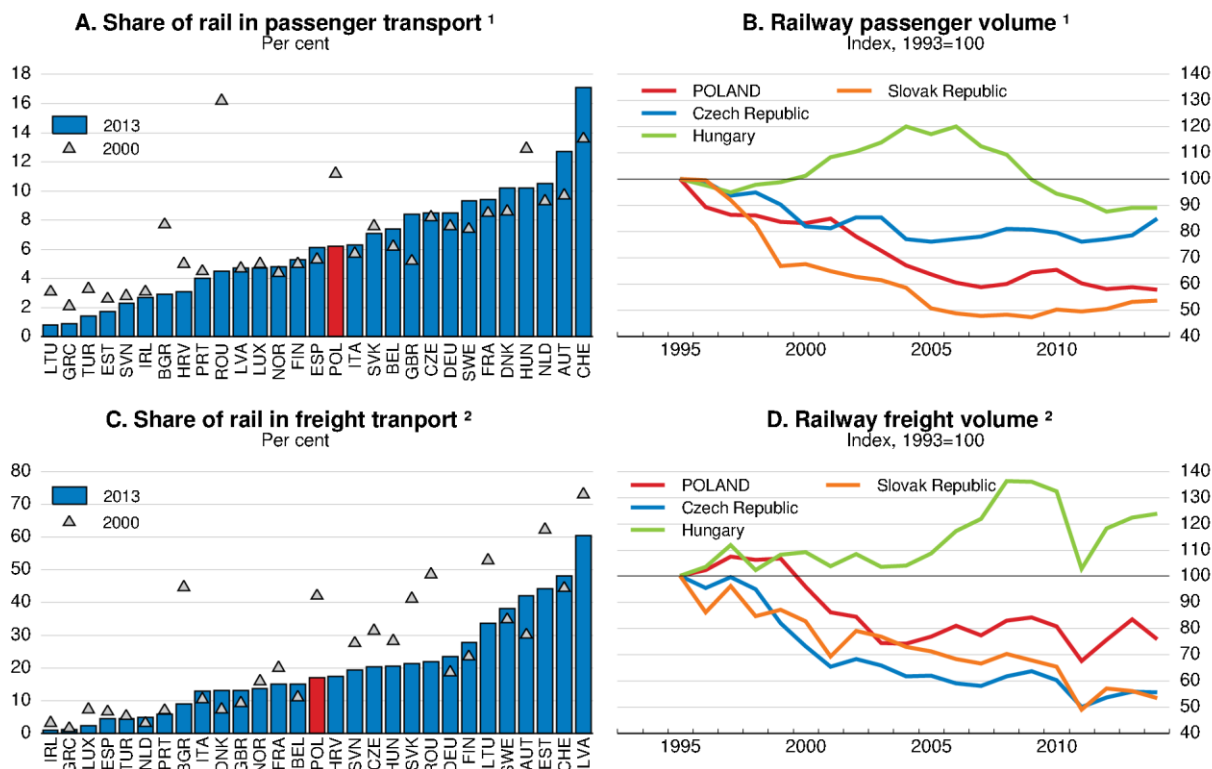 A. Share of rail in passenger transport ¹
Per cent
18
16
14
12
10
8
6
4
2
0
2013
2000
LTU
GRC
TUR
EST
SVN
IRL
BGR
HRV
PRT
ROU
LVA
LUX
NOR
FIN
ESP
POL
ITA
SVK
BEL
GBR
CZE
DEU
SWE
FRA
DNK
HUN
NLD
AUT
CHE
B. Railway passenger volume ¹
Index, 1993=100
POLAND
Slovak Republic
Czech Republic
Hungary
140
130
120
110
100
90
80
70
60
50
40
1995
2000
2005
2010
C. Share of rail in freight tranport ²
Per cent
80
70
60
50
40
30
20
10
0
2013
2000
IRL
GRC
LUX
ESP
TUR
NLD
PRT
BGR
ITA
DNK
GBR
NOR
FRA
BEL
POL
HRV
SVN
CZE
HUN
SVK
ROU
DEU
FIN
LTU
SWE
AUT
EST
CHE
LVA
D. Railway freight volume ²
Index, 1993=100
POLAND
Slovak Republic
Czech Republic
Hungary
140
130
120
110
100
90
80
70
60
50
40
1995
2000
2005
2010